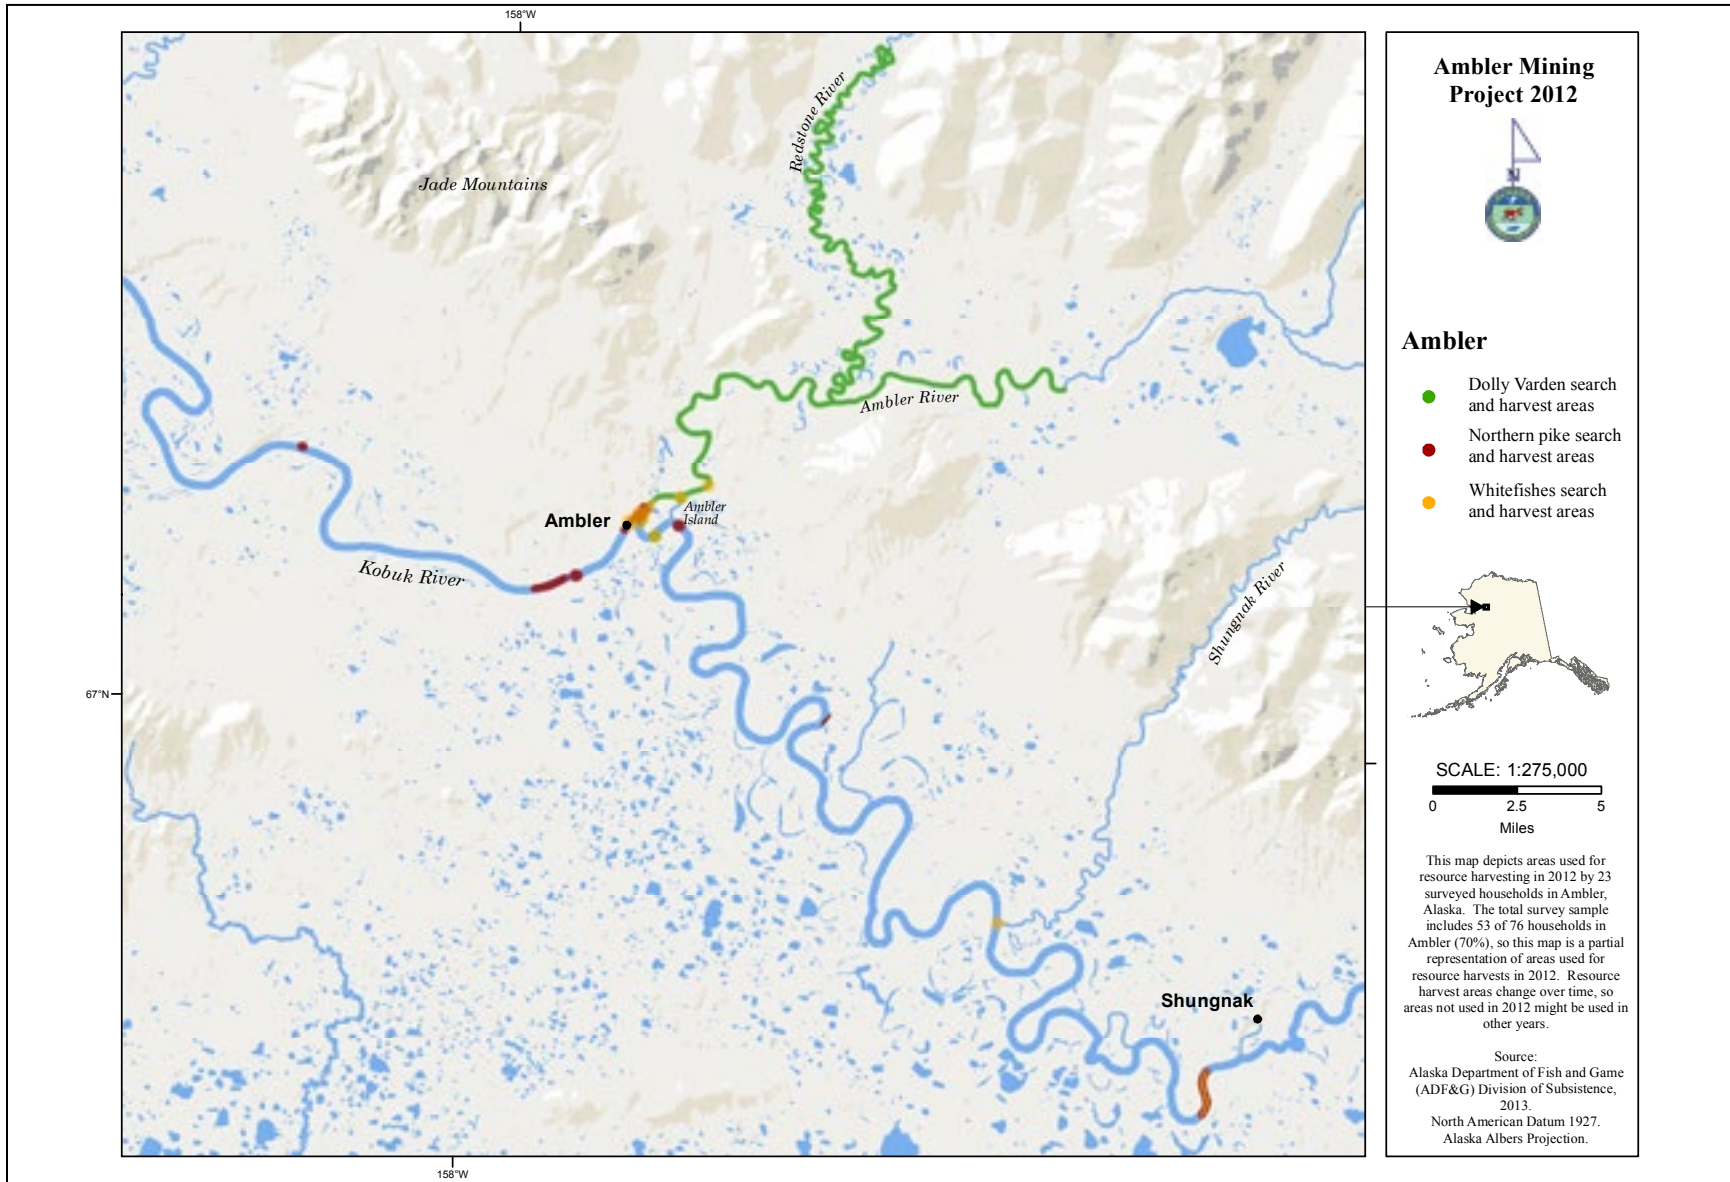 158°W
Redstone River
Jade Mountains
Ambler River
Ambler
Island
Ambler
Kobuk River
Shungnak River
67°N
Shungnak
158°W
Ambler Mining
Project 2012
N
Ambler
Dolly Varden search
and harvest areas
Northern pike search
and harvest areas
Whitefishes search
and harvest areas
SCALE: 1:275,000
0 2.5 5
Miles
This map depicts areas used for
resource harvesting in 2012 by 23
surveyed households in Ambler,
Alaska. The total survey sample
includes 53 of 76 households in
Ambler (70%), so this map is a partial
representation of areas used for
resource harvests in 2012. Resource
harvest areas change over time, so
areas not used in 2012 might be used in
other years.
Source:
Alaska Department of Fish and Game
(ADF&G) Division of Subsistence,
2013.
North American Datum 1927.
Alaska Albers Projection.